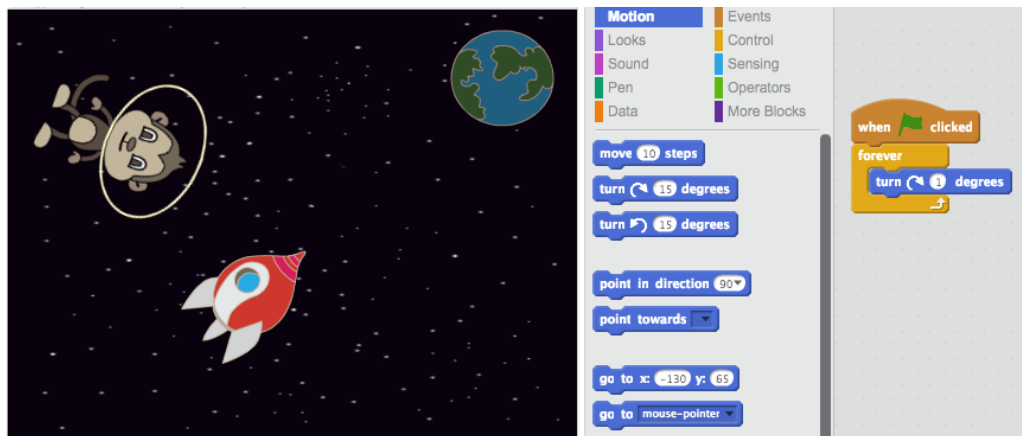 Motion Events
Looks Control
Sound Sensing
Pen Operators
Data More Blocks
move 10 steps
turn 15 degrees
turn 15 degrees
point in direction 90
point towards
go to x: -130 y: 65
go to mouse-pointer
when clicked
forever
turn 1 degrees